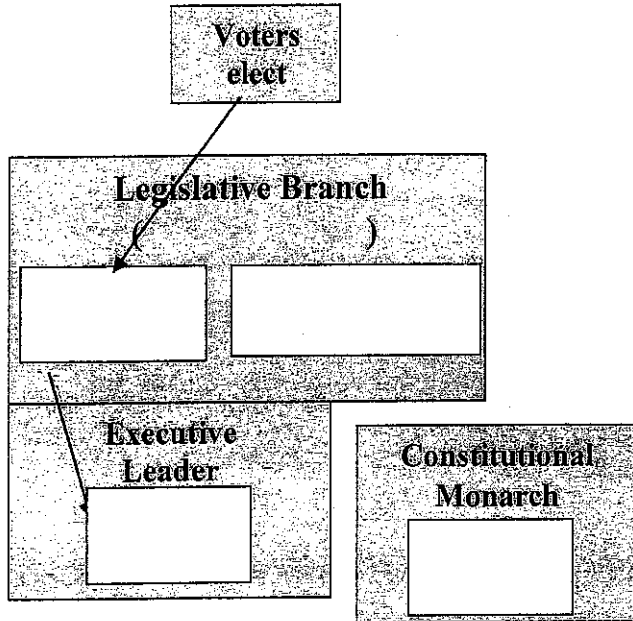 Voters
elect
Legislative Branch
( )
Executive
Leader
Constitutional
Monarch